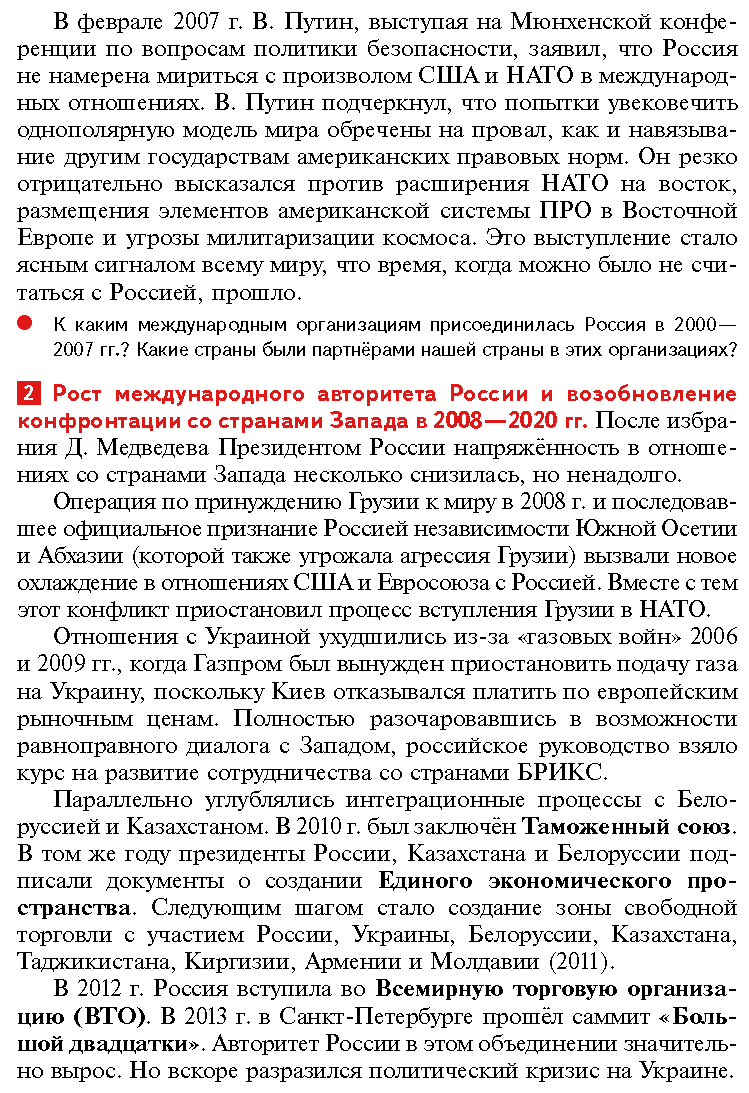 В феврале 2007 г. В. Путин, выступая на Мюнхенской конфе-
ренции по вопросам политики безопасности, заявил, что Россия
не намерена мириться с произволом США и НАТО в международ-
ных отношениях. В. Путин подчеркнул, что попытки увековечить
однополярную модель мира обречены на провал, как и навязыва-
ние другим государствам американских правовых норм. Он резко
отрицательно высказался против расширения НАТО на восток,
размещения элементов американской системы ПРО в Восточной
Европе и угрозы милитаризации космоса. Это выступление стало
ясным сигналом всему миру, что время, когда можно было не счи-
таться с Россией, прошло.
● К каким международным организациям присоединилась Россия в 2000—
2007 гг.? Какие страны были партнёрами нашей страны в этих организациях?
2 Рост международного авторитета России и возобновление
конфронтации со странами Запада в 2008—2020 гг. После избра-
ния Д. Медведева Президентом России напряжённость в отноше-
ниях со странами Запада несколько снизилась, но ненадолго.
Операция по принуждению Грузии к миру в 2008 г. и последовав-
шее официальное признание Россией независимости Южной Осетии
и Абхазии (которой также угрожала агрессия Грузии) вызвали новое
охлаждение в отношениях США и Евросоюза с Россией. Вместе с тем
этот конфликт приостановил процесс вступления Грузии в НАТО.
Отношения с Украиной ухудшились из-за «газовых войн» 2006
и 2009 гг., когда Газпром был вынужден приостановить подачу газа
на Украину, поскольку Киев отказывался платить по европейским
рыночным ценам. Полностью разочаровавшись в возможности
равноправного диалога с Западом, российское руководство взяло
курс на развитие сотрудничества со странами БРИКС.
Параллельно углублялись интеграционные процессы с Бело-
руссией и Казахстаном. В 2010 г. был заключён Таможенный союз.
В том же году президенты России, Казахстана и Белоруссии под-
писали документы о создании Единого экономического про-
странства. Следующим шагом стало создание зоны свободной
торговли с участием России, Украины, Белоруссии, Казахстана,
Таджикистана, Киргизии, Армении и Молдавии (2011).
В 2012 г. Россия вступила во Всемирную торговую организа-
цию (ВТО). В 2013 г. в Санкт-Петербурге прошёл саммит «Боль-
шой двадцатки». Авторитет России в этом объединении значитель-
но вырос. Но вскоре разразился политический кризис на Украине.